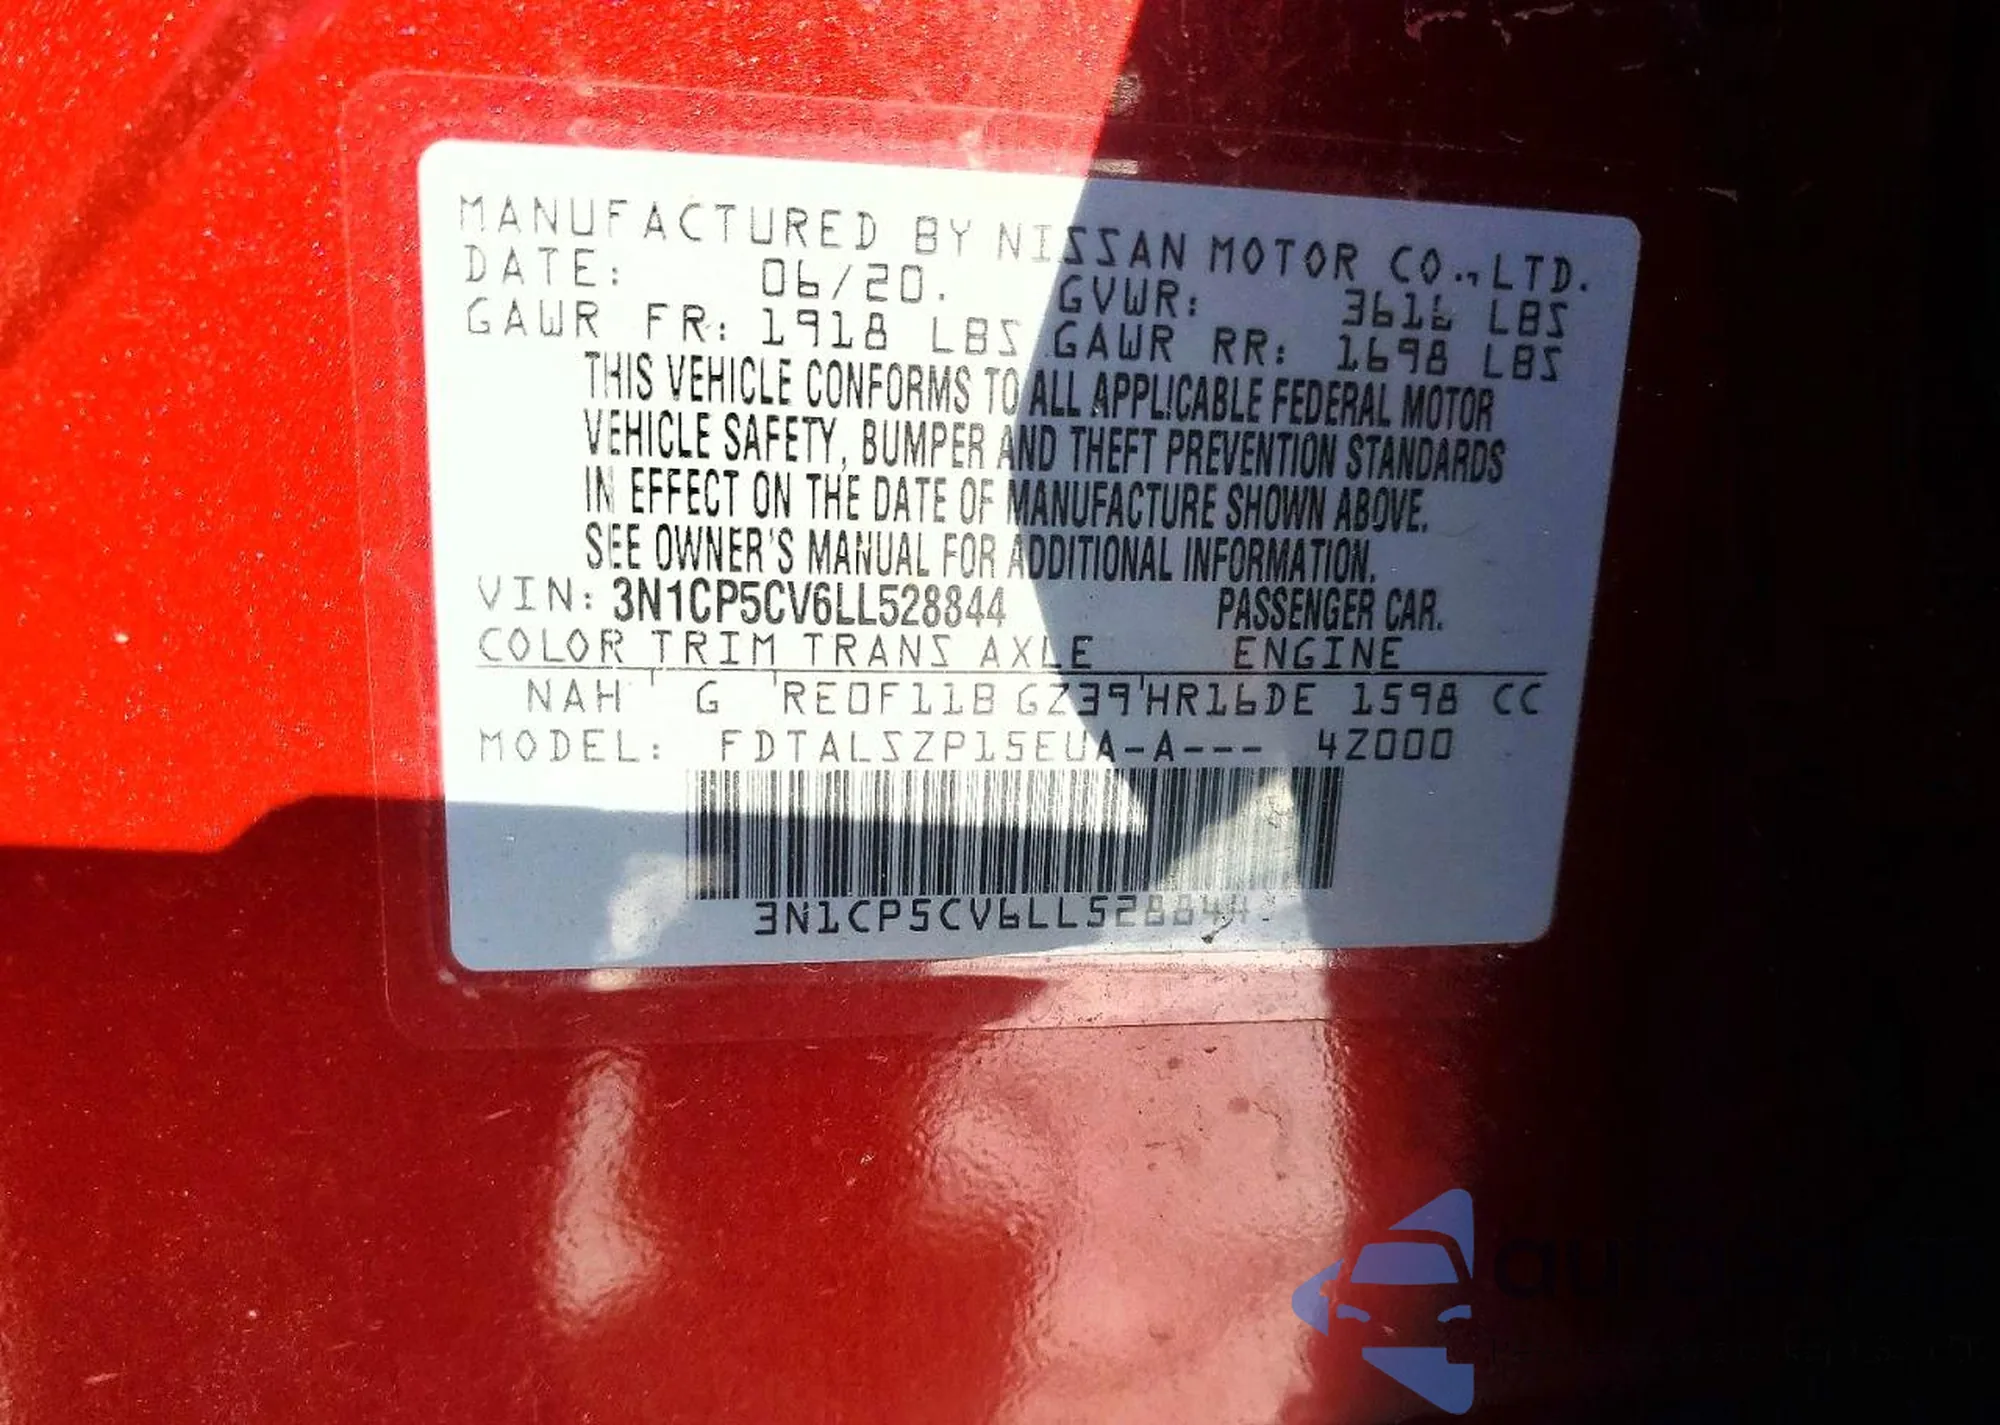 MANUFACTURED BY NISSAN MOTOR CO., LTD.
DATE: 06/20. GVWR: 3616 LBS
GAWR FR: 1918 LBS GAWR RR: 1698 LBS
THIS VEHICLE CONFORMS TO ALL APPLICABLE FEDERAL MOTOR
VEHICLE SAFETY, BUMPER AND THEFT PREVENTION STANDARDS
IN EFFECT ON THE DATE OF MANUFACTURE SHOWN ABOVE.
SEE OWNER'S MANUAL FOR ADDITIONAL INFORMATION.
VIN: 3N1CP5CV6LL528844 PASSENGER CAR.
COLOR TRIM TRANS AXLE ENGINE
NAH G RE0F11B GZ39 HR16DE 1598 CC
MODEL: FDTALSZP15EUA-A--- 4Z000
3N1CP5CV6LL528844